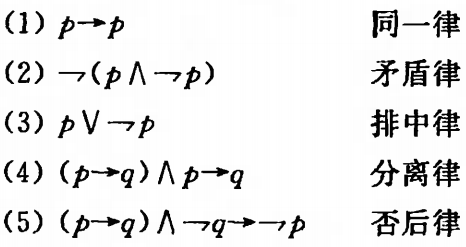 (1) p→p 同一律
(2) ¬(p∧¬p) 矛盾律
(3) p∨¬p 排中律
(4) (p→q)∧p→q 分离律
(5) (p→q)∧¬q→¬p 否后律